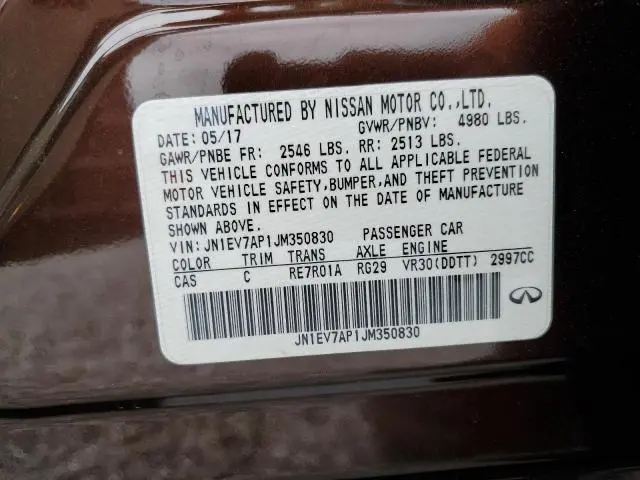 MANUFACTURED BY NISSAN MOTOR CO.,LTD.
DATE: 05/17 GVWR/PNBV: 4980 LBS.
GAWR/PNBE FR: 2546 LBS. RR: 2513 LBS.
THIS VEHICLE CONFORMS TO ALL APPLICABLE FEDERAL
MOTOR VEHICLE SAFETY,BUMPER,AND THEFT PREVENTION
STANDARDS IN EFFECT ON THE DATE OF MANUFACTURE
SHOWN ABOVE.
VIN: JN1EV7AP1JM350830 PASSENGER CAR
COLOR TRIM TRANS AXLE ENGINE
CAS C RE7R01A RG29 VR30(DDTT) 2997CC
JN1EV7AP1JM350830